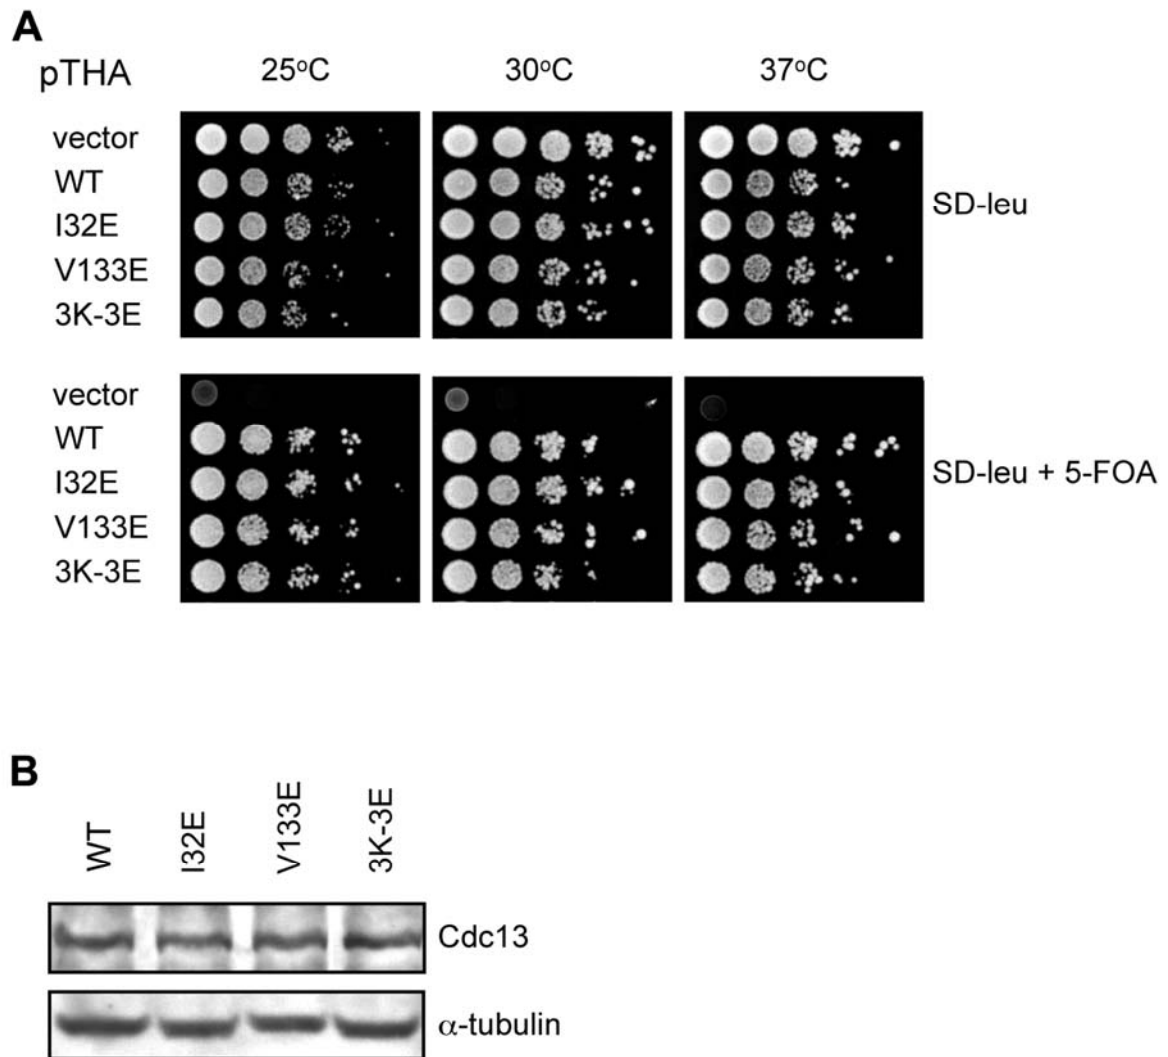 A
pTHA 25°C 30°C 37°C
vector
WT
I32E
V133E
3K-3E
SD-leu
vector
WT
I32E
V133E
3K-3E
SD-leu + 5-FOA
B
WT I32E V133E 3K-3E
Cdc13
α-tubulin